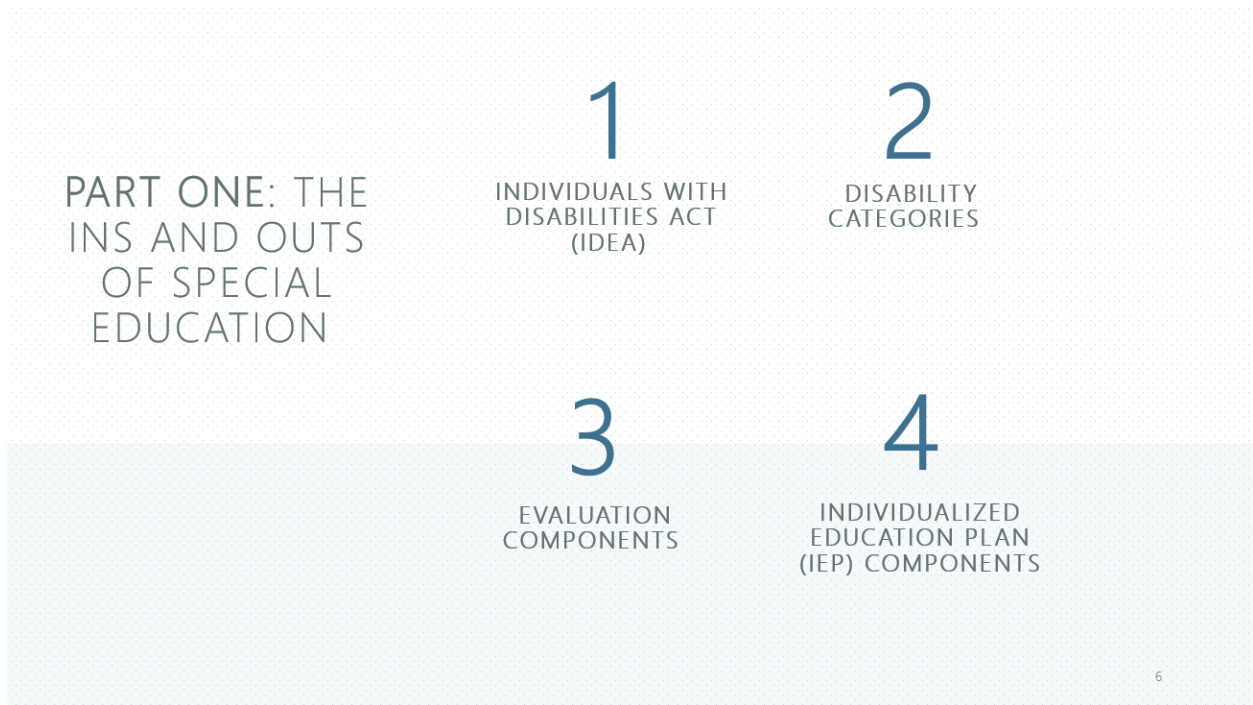 PART ONE: THE
INS AND OUTS
OF SPECIAL
EDUCATION
1
INDIVIDUALS WITH
DISABILITIES ACT
(IDEA)
2
DISABILITY
CATEGORIES
3
EVALUATION
COMPONENTS
4
INDIVIDUALIZED
EDUCATION PLAN
(IEP) COMPONENTS
6